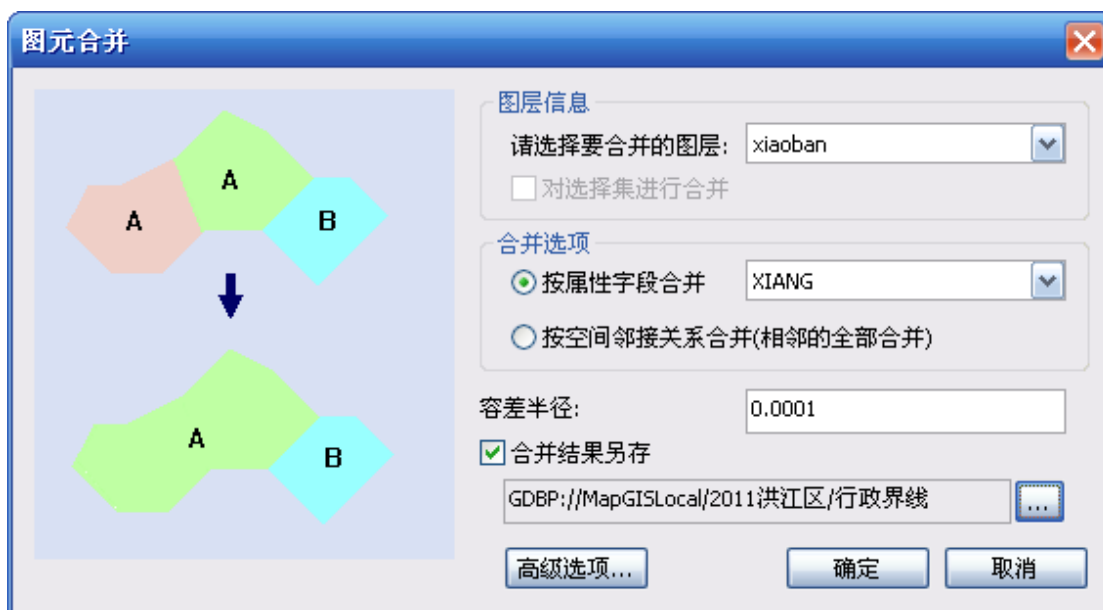 图元合并
A
A
B
A
B
图层信息
请选择要合并的图层: xiaoban
对选择集进行合并
合并选项
按属性字段合并 XIANG
按空间邻接关系合并(相邻的全部合并)
容差半径: 0.0001
合并结果另存
GDBP://MapGISLocal/2011洪江区/行政界线 ...
高级选项... 确定 取消